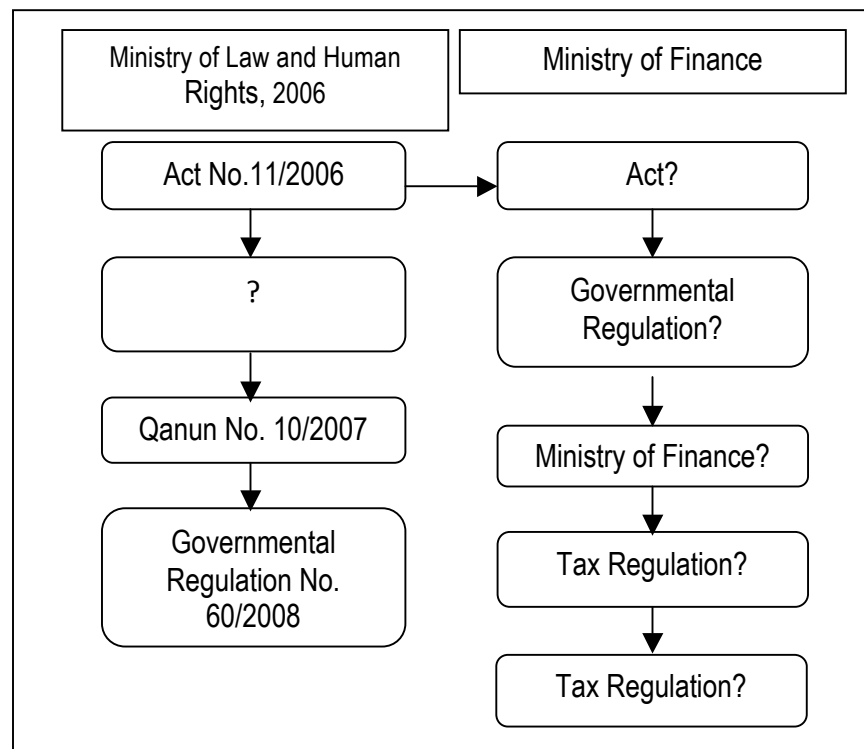 Ministry of Law and Human
Rights, 2006
Ministry of Finance
Act No.11/2006
Act?
?
Governmental
Regulation?
Qanun No. 10/2007
Ministry of Finance?
Governmental
Regulation No.
60/2008
Tax Regulation?
Tax Regulation?